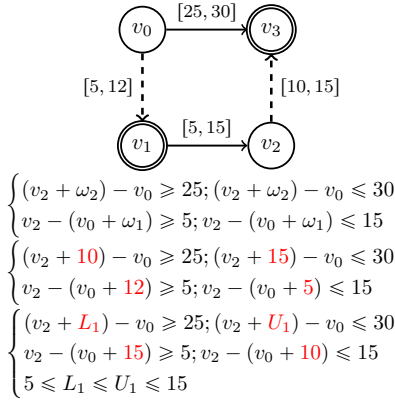 v₀ [25, 30] v₃
[5, 12] [10, 15]
v₁ [5, 15] v₂
(v₂ + ω₂) − v₀ ⩾ 25; (v₂ + ω₂) − v₀ ⩽ 30
v₂ − (v₀ + ω₁) ⩾ 5; v₂ − (v₀ + ω₁) ⩽ 15
(v₂ + 10) − v₀ ⩾ 25; (v₂ + 15) − v₀ ⩽ 30
v₂ − (v₀ + 12) ⩾ 5; v₂ − (v₀ + 5) ⩽ 15
(v₂ + L₁) − v₀ ⩾ 25; (v₂ + U₁) − v₀ ⩽ 30
v₂ − (v₀ + 15) ⩾ 5; v₂ − (v₀ + 10) ⩽ 15
5 ⩽ L₁ ⩽ U₁ ⩽ 15